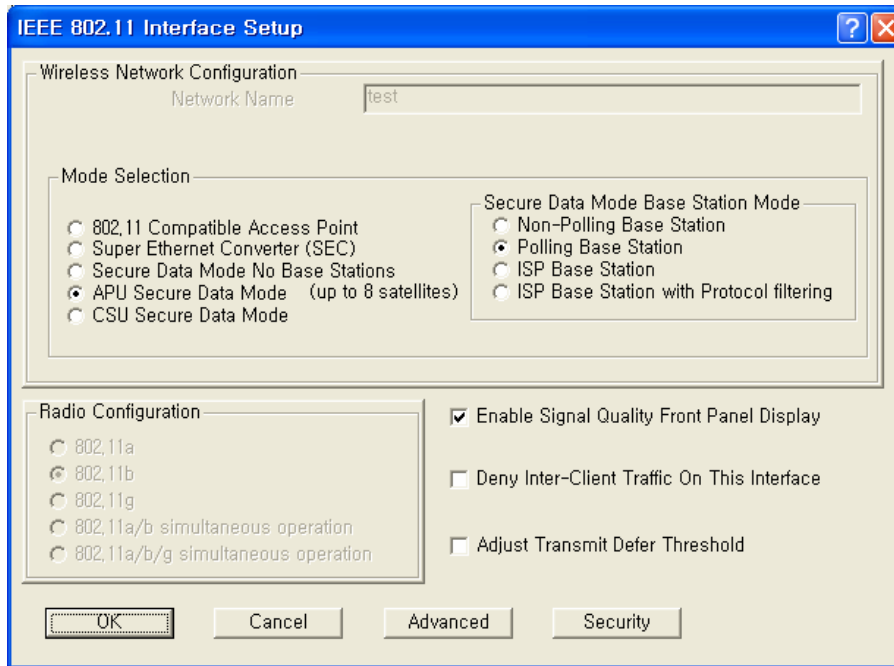 IEEE 802.11 Interface Setup
Wireless Network Configuration
Network Name
test
Mode Selection
802.11 Compatible Access Point
Super Ethernet Converter (SEC)
Secure Data Mode No Base Stations
APU Secure Data Mode (up to 8 satellites)
CSU Secure Data Mode
Secure Data Mode Base Station Mode
Non-Polling Base Station
Polling Base Station
ISP Base Station
ISP Base Station with Protocol filtering
Radio Configuration
802.11a
802.11b
802.11g
802.11a/b simultaneous operation
802.11a/b/g simultaneous operation
Enable Signal Quality Front Panel Display
Deny Inter-Client Traffic On This Interface
Adjust Transmit Defer Threshold
OK
Cancel
Advanced
Security